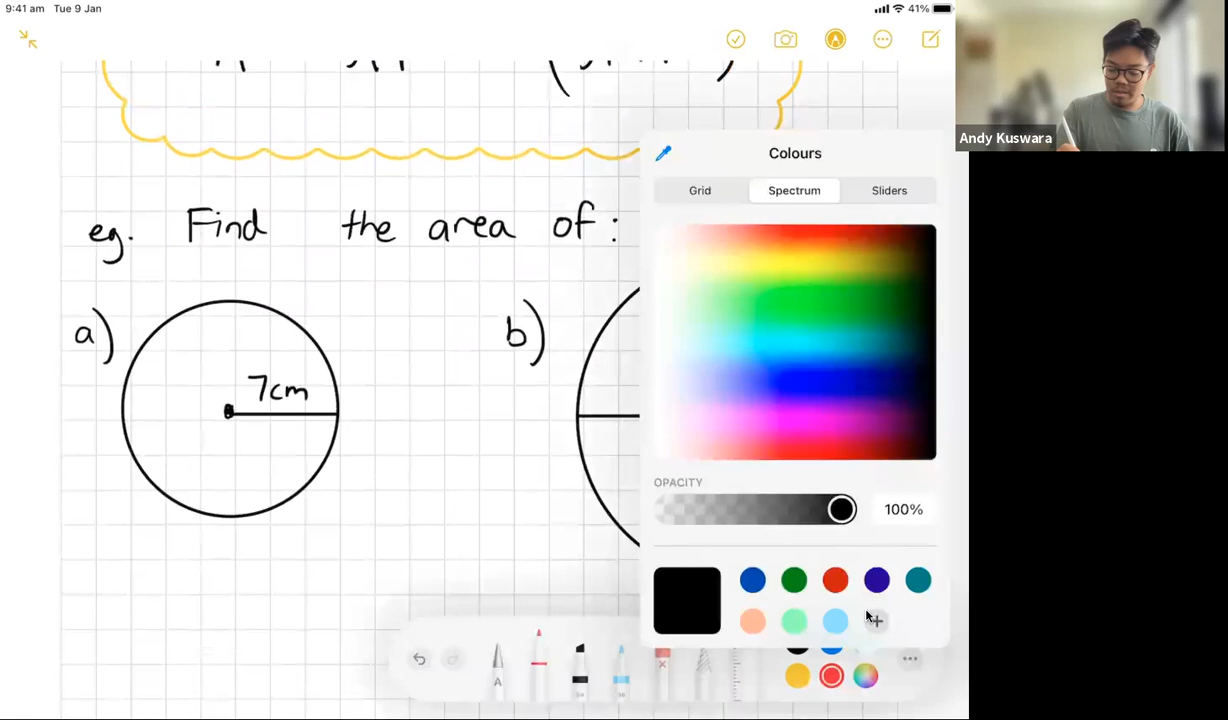 9:41 am Tue 9 Jan
41%
eg. Find the area of :
a)
7cm
b)
Colours
Grid Spectrum Sliders
OPACITY
100%
A
Andy Kuswara